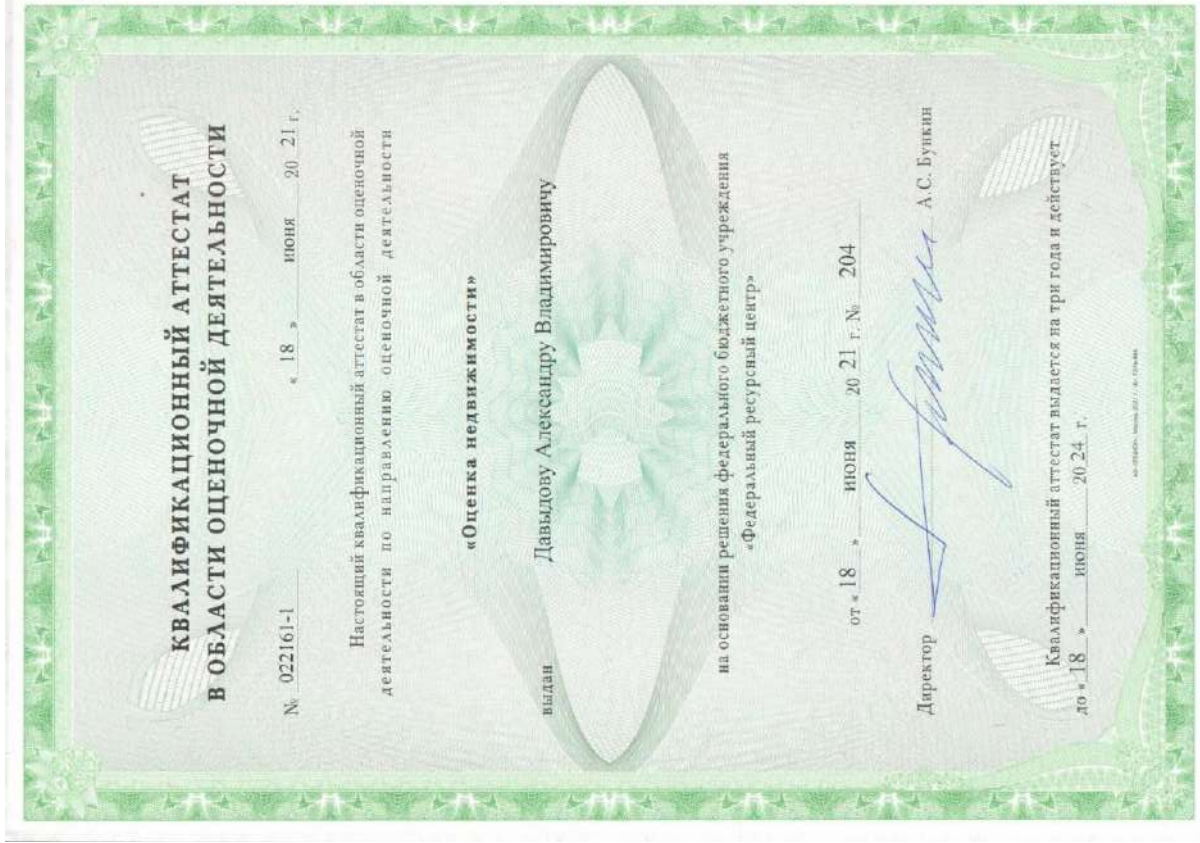 КВАЛИФИКАЦИОННЫЙ АТТЕСТАТ
В ОБЛАСТИ ОЦЕНОЧНОЙ ДЕЯТЕЛЬНОСТИ
№ 022161-1 « 18 » июня 20 21 г.
Настоящий квалификационный аттестат в области оценочной
деятельности по направлению оценочной деятельности
«Оценка недвижимости»
выдан Давыдову Александру Владимировичу
на основании решения федерального бюджетного учреждения
«Федеральный ресурсный центр»
от « 18 » июня 20 21 г. № 204
Директор А.С. Бункин
Квалификационный аттестат выдается на три года и действует
до « 18 » июня 20 24 г.